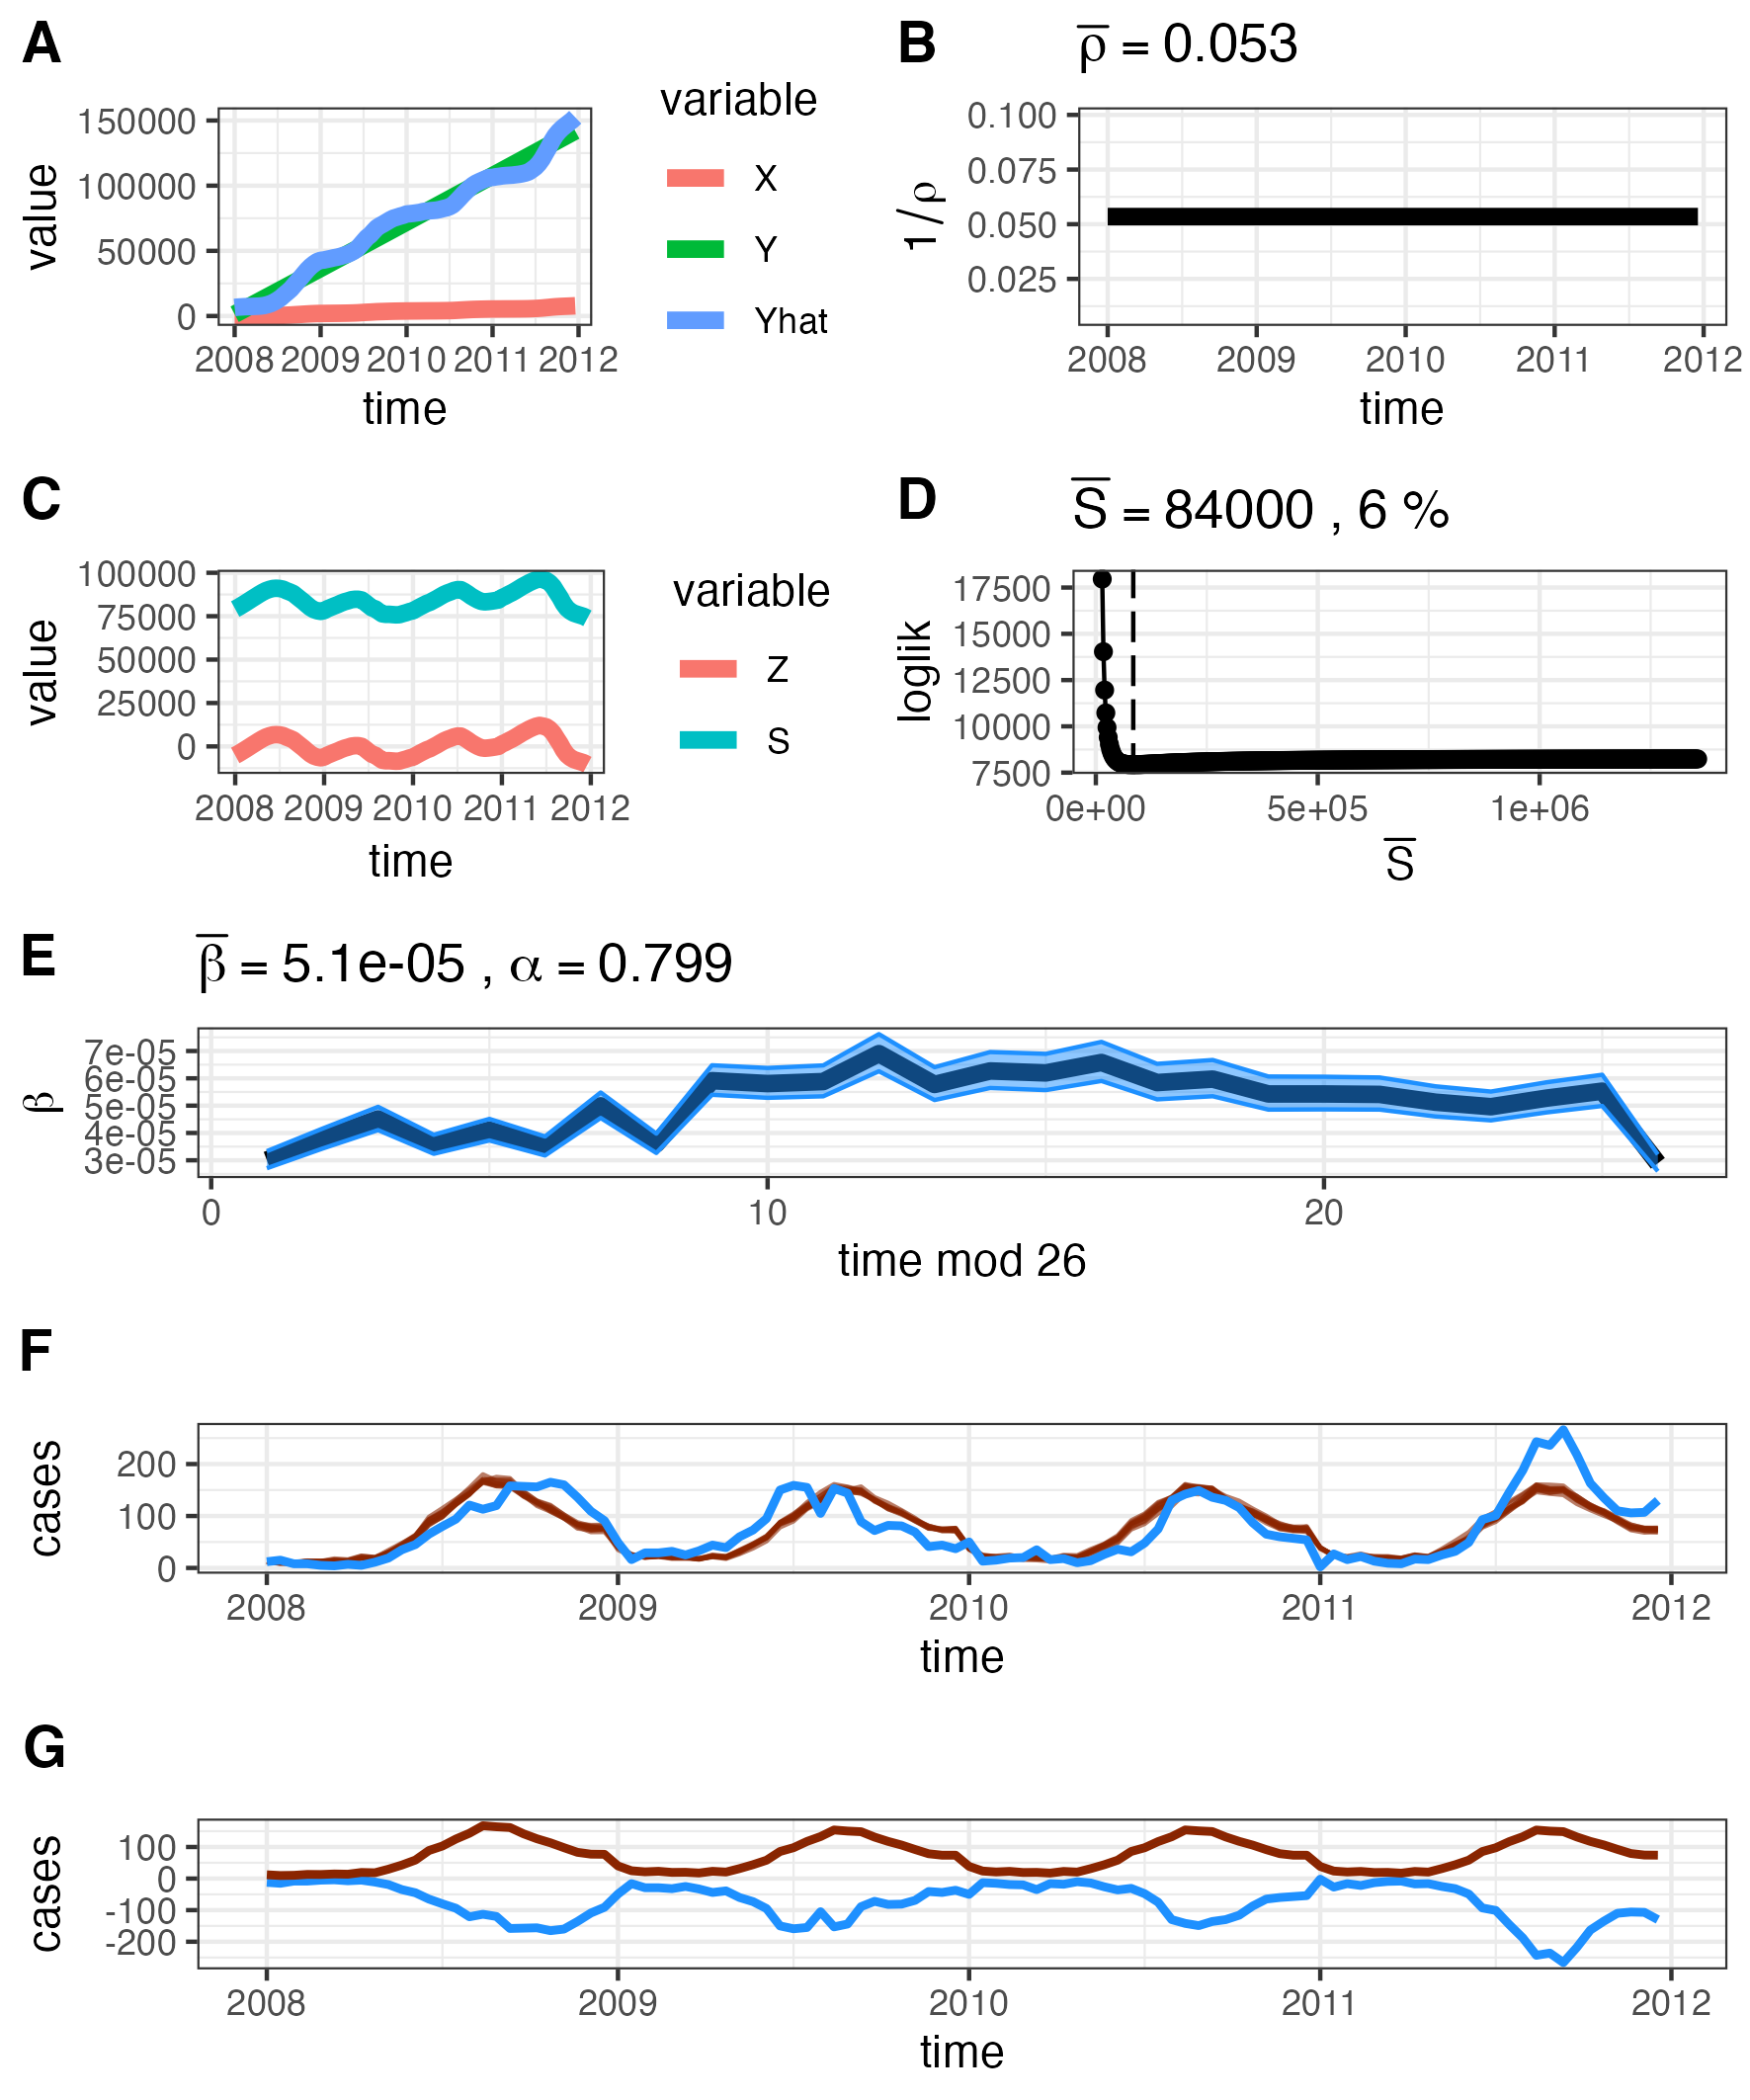 A
150000
100000
50000
0
value
2008 2009 2010 2011 2012
time
variable
X
Y
Yhat
B
ρ̅ = 0.053
0.100
0.075
0.050
0.025
1/ρ
2008 2009 2010 2011 2012
time
C
100000
75000
50000
25000
0
value
2008 2009 2010 2011 2012
time
variable
Z
S
D
S̅ = 84000 , 6 %
17500
15000
12500
10000
7500
loglik
0e+00 5e+05 1e+06
S̅
E
β̅ = 5.1e-05 , α = 0.799
7e-05
6e-05
5e-05
4e-05
3e-05
β
0 10 20
time mod 26
F
200
100
0
cases
2008 2009 2010 2011 2012
time
G
100
0
-100
-200
cases
2008 2009 2010 2011 2012
time